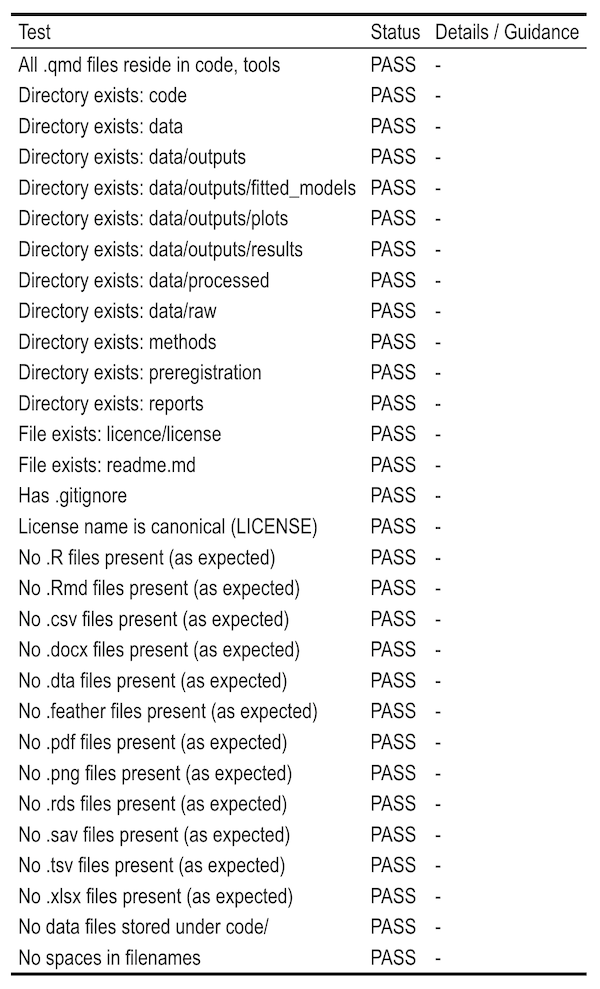 Test Status Details / Guidance
All .qmd files reside in code, tools PASS -
Directory exists: code PASS -
Directory exists: data PASS -
Directory exists: data/outputs PASS -
Directory exists: data/outputs/fitted_models PASS -
Directory exists: data/outputs/plots PASS -
Directory exists: data/outputs/results PASS -
Directory exists: data/processed PASS -
Directory exists: data/raw PASS -
Directory exists: methods PASS -
Directory exists: preregistration PASS -
Directory exists: reports PASS -
File exists: licence/license PASS -
File exists: readme.md PASS -
Has .gitignore PASS -
License name is canonical (LICENSE) PASS -
No .R files present (as expected) PASS -
No .Rmd files present (as expected) PASS -
No .csv files present (as expected) PASS -
No .docx files present (as expected) PASS -
No .dta files present (as expected) PASS -
No .feather files present (as expected) PASS -
No .pdf files present (as expected) PASS -
No .png files present (as expected) PASS -
No .rds files present (as expected) PASS -
No .sav files present (as expected) PASS -
No .tsv files present (as expected) PASS -
No .xlsx files present (as expected) PASS -
No data files stored under code/ PASS -
No spaces in filenames PASS -